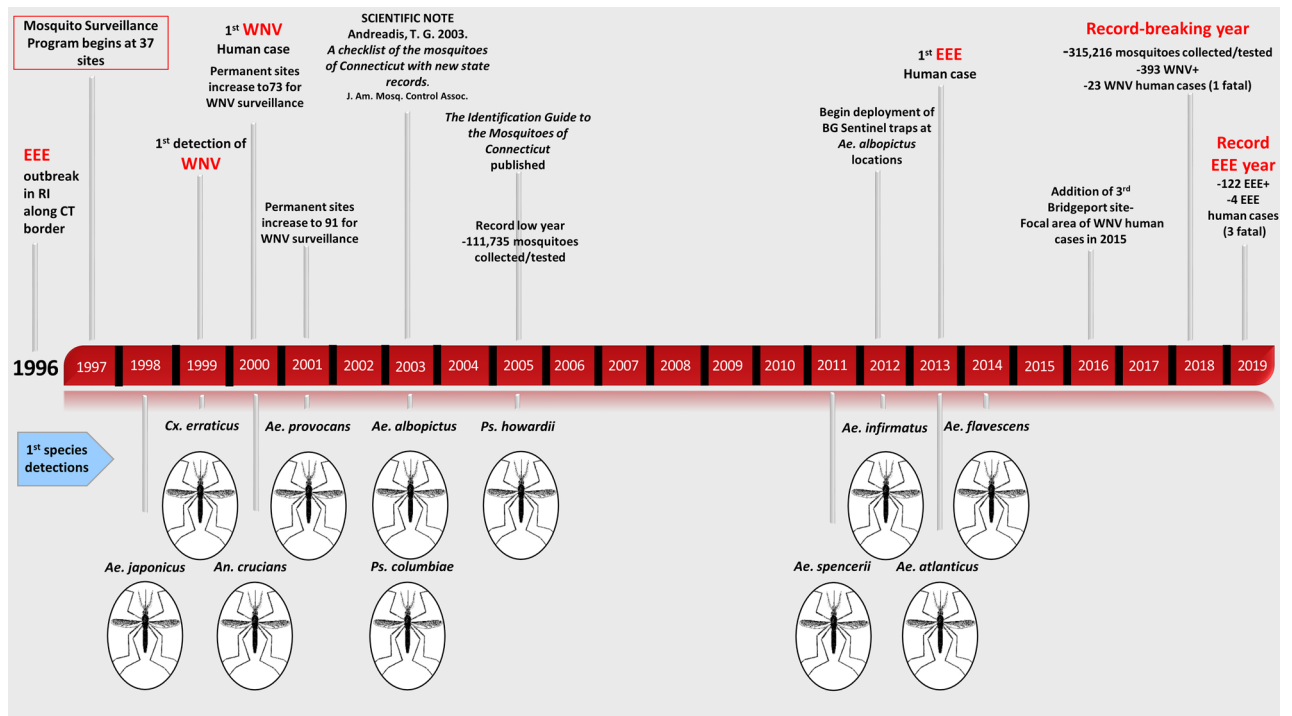 Mosquito Surveillance
Program begins at 37
sites
EEE
outbreak
in RI
along CT
border
1st detection of
WNV
1st WNV
Human case
Permanent sites
increase to73 for
WNV surveillance
Permanent sites
increase to 91 for
WNV surveillance
SCIENTIFIC NOTE
Andreadis, T. G. 2003.
A checklist of the mosquitoes
of Connecticut with new state
records.
J. Am. Mosq. Control Assoc.
The Identification Guide to
the Mosquitoes of
Connecticut
published
Record low year
-111,735 mosquitoes
collected/tested
Begin deployment of
BG Sentinel traps at
Ae. albopictus
locations
1st EEE
Human case
Addition of 3rd
Bridgeport site-
Focal area of WNV human
cases in 2015
Record-breaking year
-315,216 mosquitoes collected/tested
-393 WNV+
-23 WNV human cases (1 fatal)
Record
EEE year
-122 EEE+
-4 EEE
human cases
(3 fatal)
1996 1997 1998 1999 2000 2001 2002 2003 2004 2005 2006 2007 2008 2009 2010 2011 2012 2013 2014 2015 2016 2017 2018 2019
1st species
detections
Cx. erraticus Ae. provocans Ae. albopictus Ps. howardii Ae. infirmatus Ae. flavescens
Ae. japonicus An. crucians Ps. columbiae Ae. spencerii Ae. atlanticus